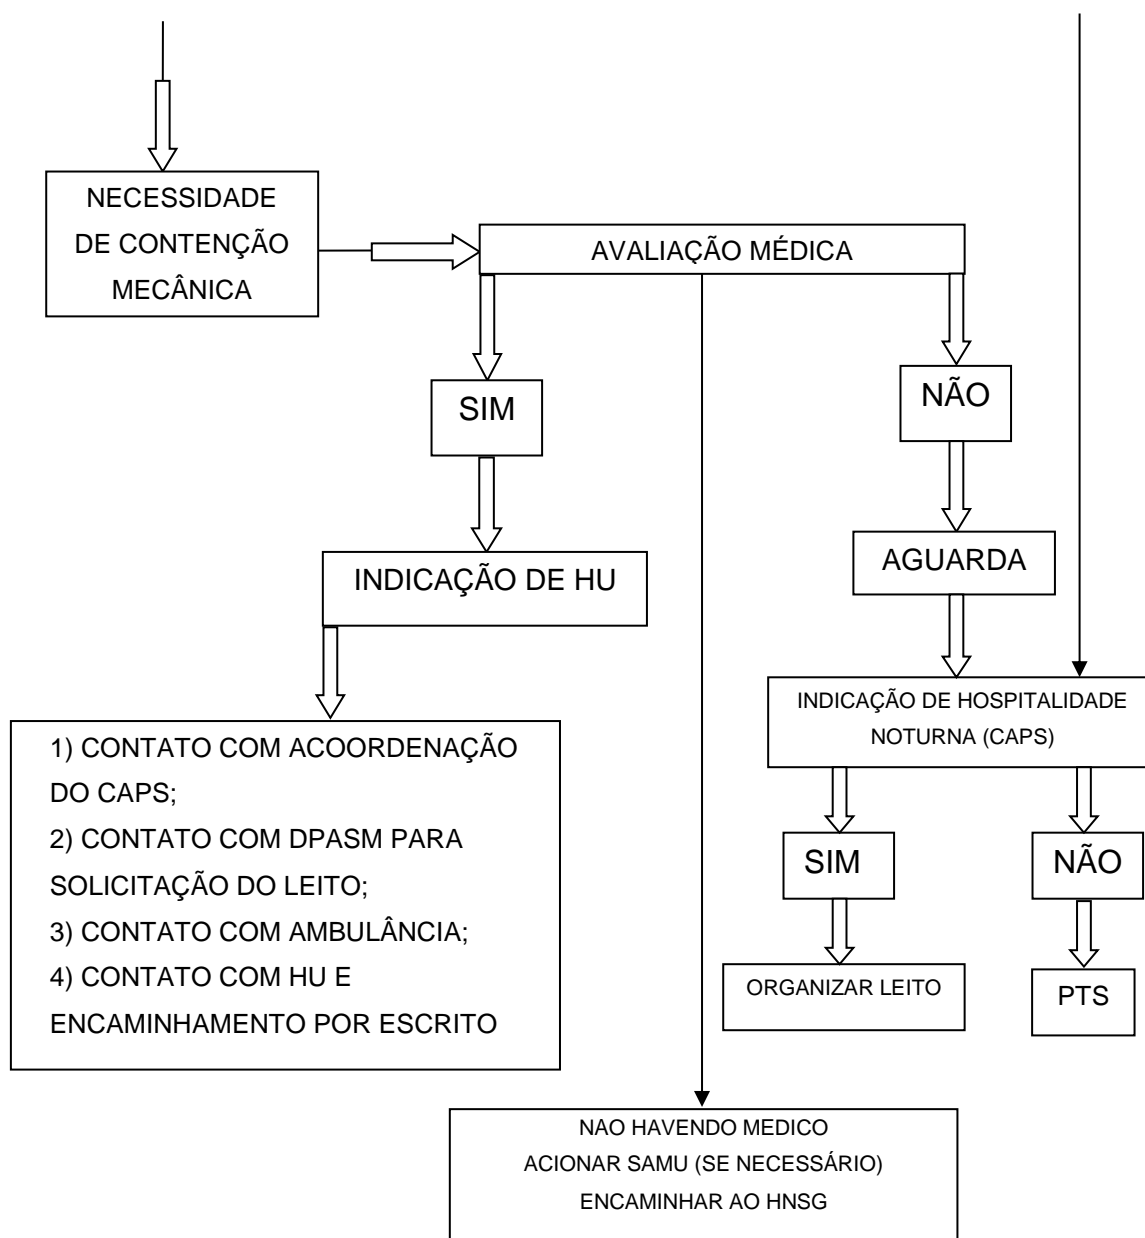 NECESSIDADE
DE CONTENÇÃO
MECÂNICA
AVALIAÇÃO MÉDICA
SIM
NÃO
INDICAÇÃO DE HU
AGUARDA
1) CONTATO COM ACOORDENAÇÃO
DO CAPS;
2) CONTATO COM DPASM PARA
SOLICITAÇÃO DO LEITO;
3) CONTATO COM AMBULÂNCIA;
4) CONTATO COM HU E
ENCAMINHAMENTO POR ESCRITO
INDICAÇÃO DE HOSPITALIDADE
NOTURNA (CAPS)
SIM
NÃO
ORGANIZAR LEITO
PTS
NAO HAVENDO MEDICO
ACIONAR SAMU (SE NECESSÁRIO)
ENCAMINHAR AO HNSG